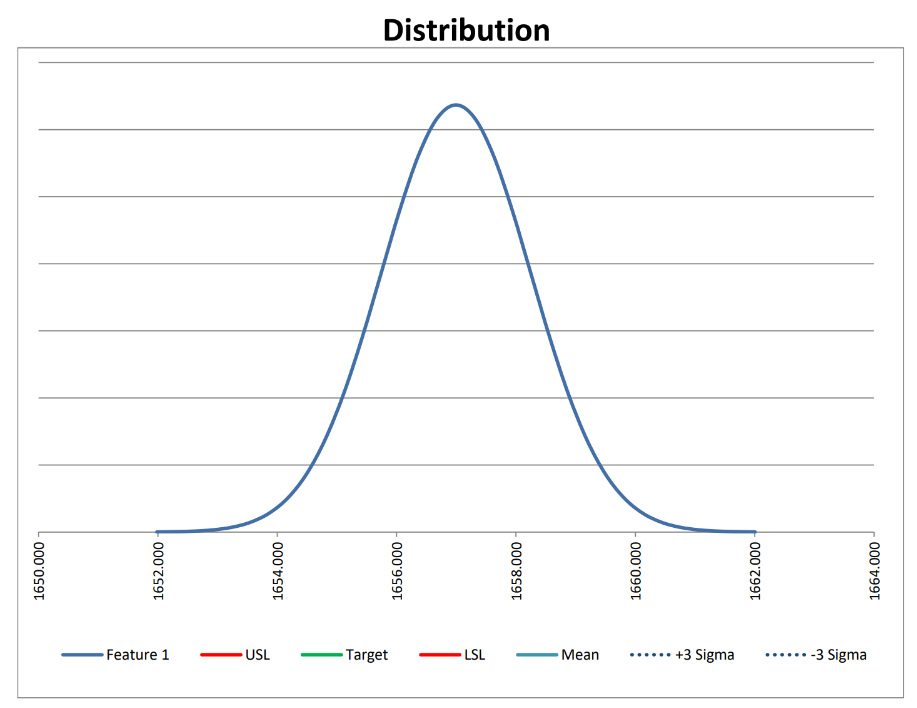 Distribution
1650.000
1652.000
1654.000
1656.000
1658.000
1660.000
1662.000
1664.000
Feature 1
USL
Target
LSL
Mean
+3 Sigma
-3 Sigma